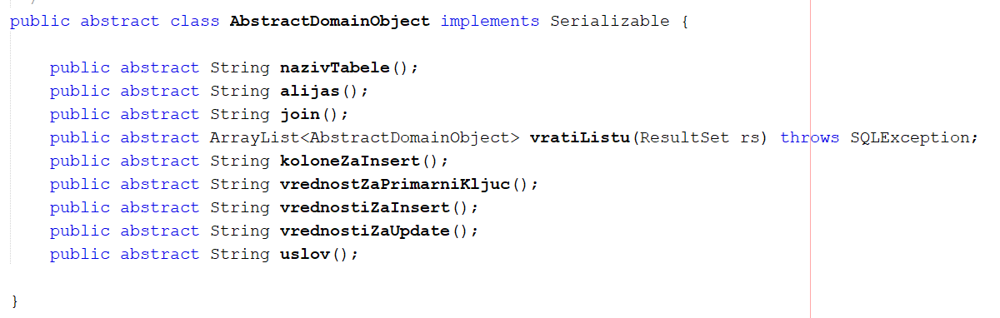 public abstract class AbstractDomainObject implements Serializable {
public abstract String nazivTabele();
public abstract String alijas();
public abstract String join();
public abstract ArrayList<AbstractDomainObject> vratiListu(ResultSet rs) throws SQLException;
public abstract String koloneZaInsert();
public abstract String vrednostZaPrimarniKljuc();
public abstract String vrednostiZaInsert();
public abstract String vrednostiZaUpdate();
public abstract String uslov();
}